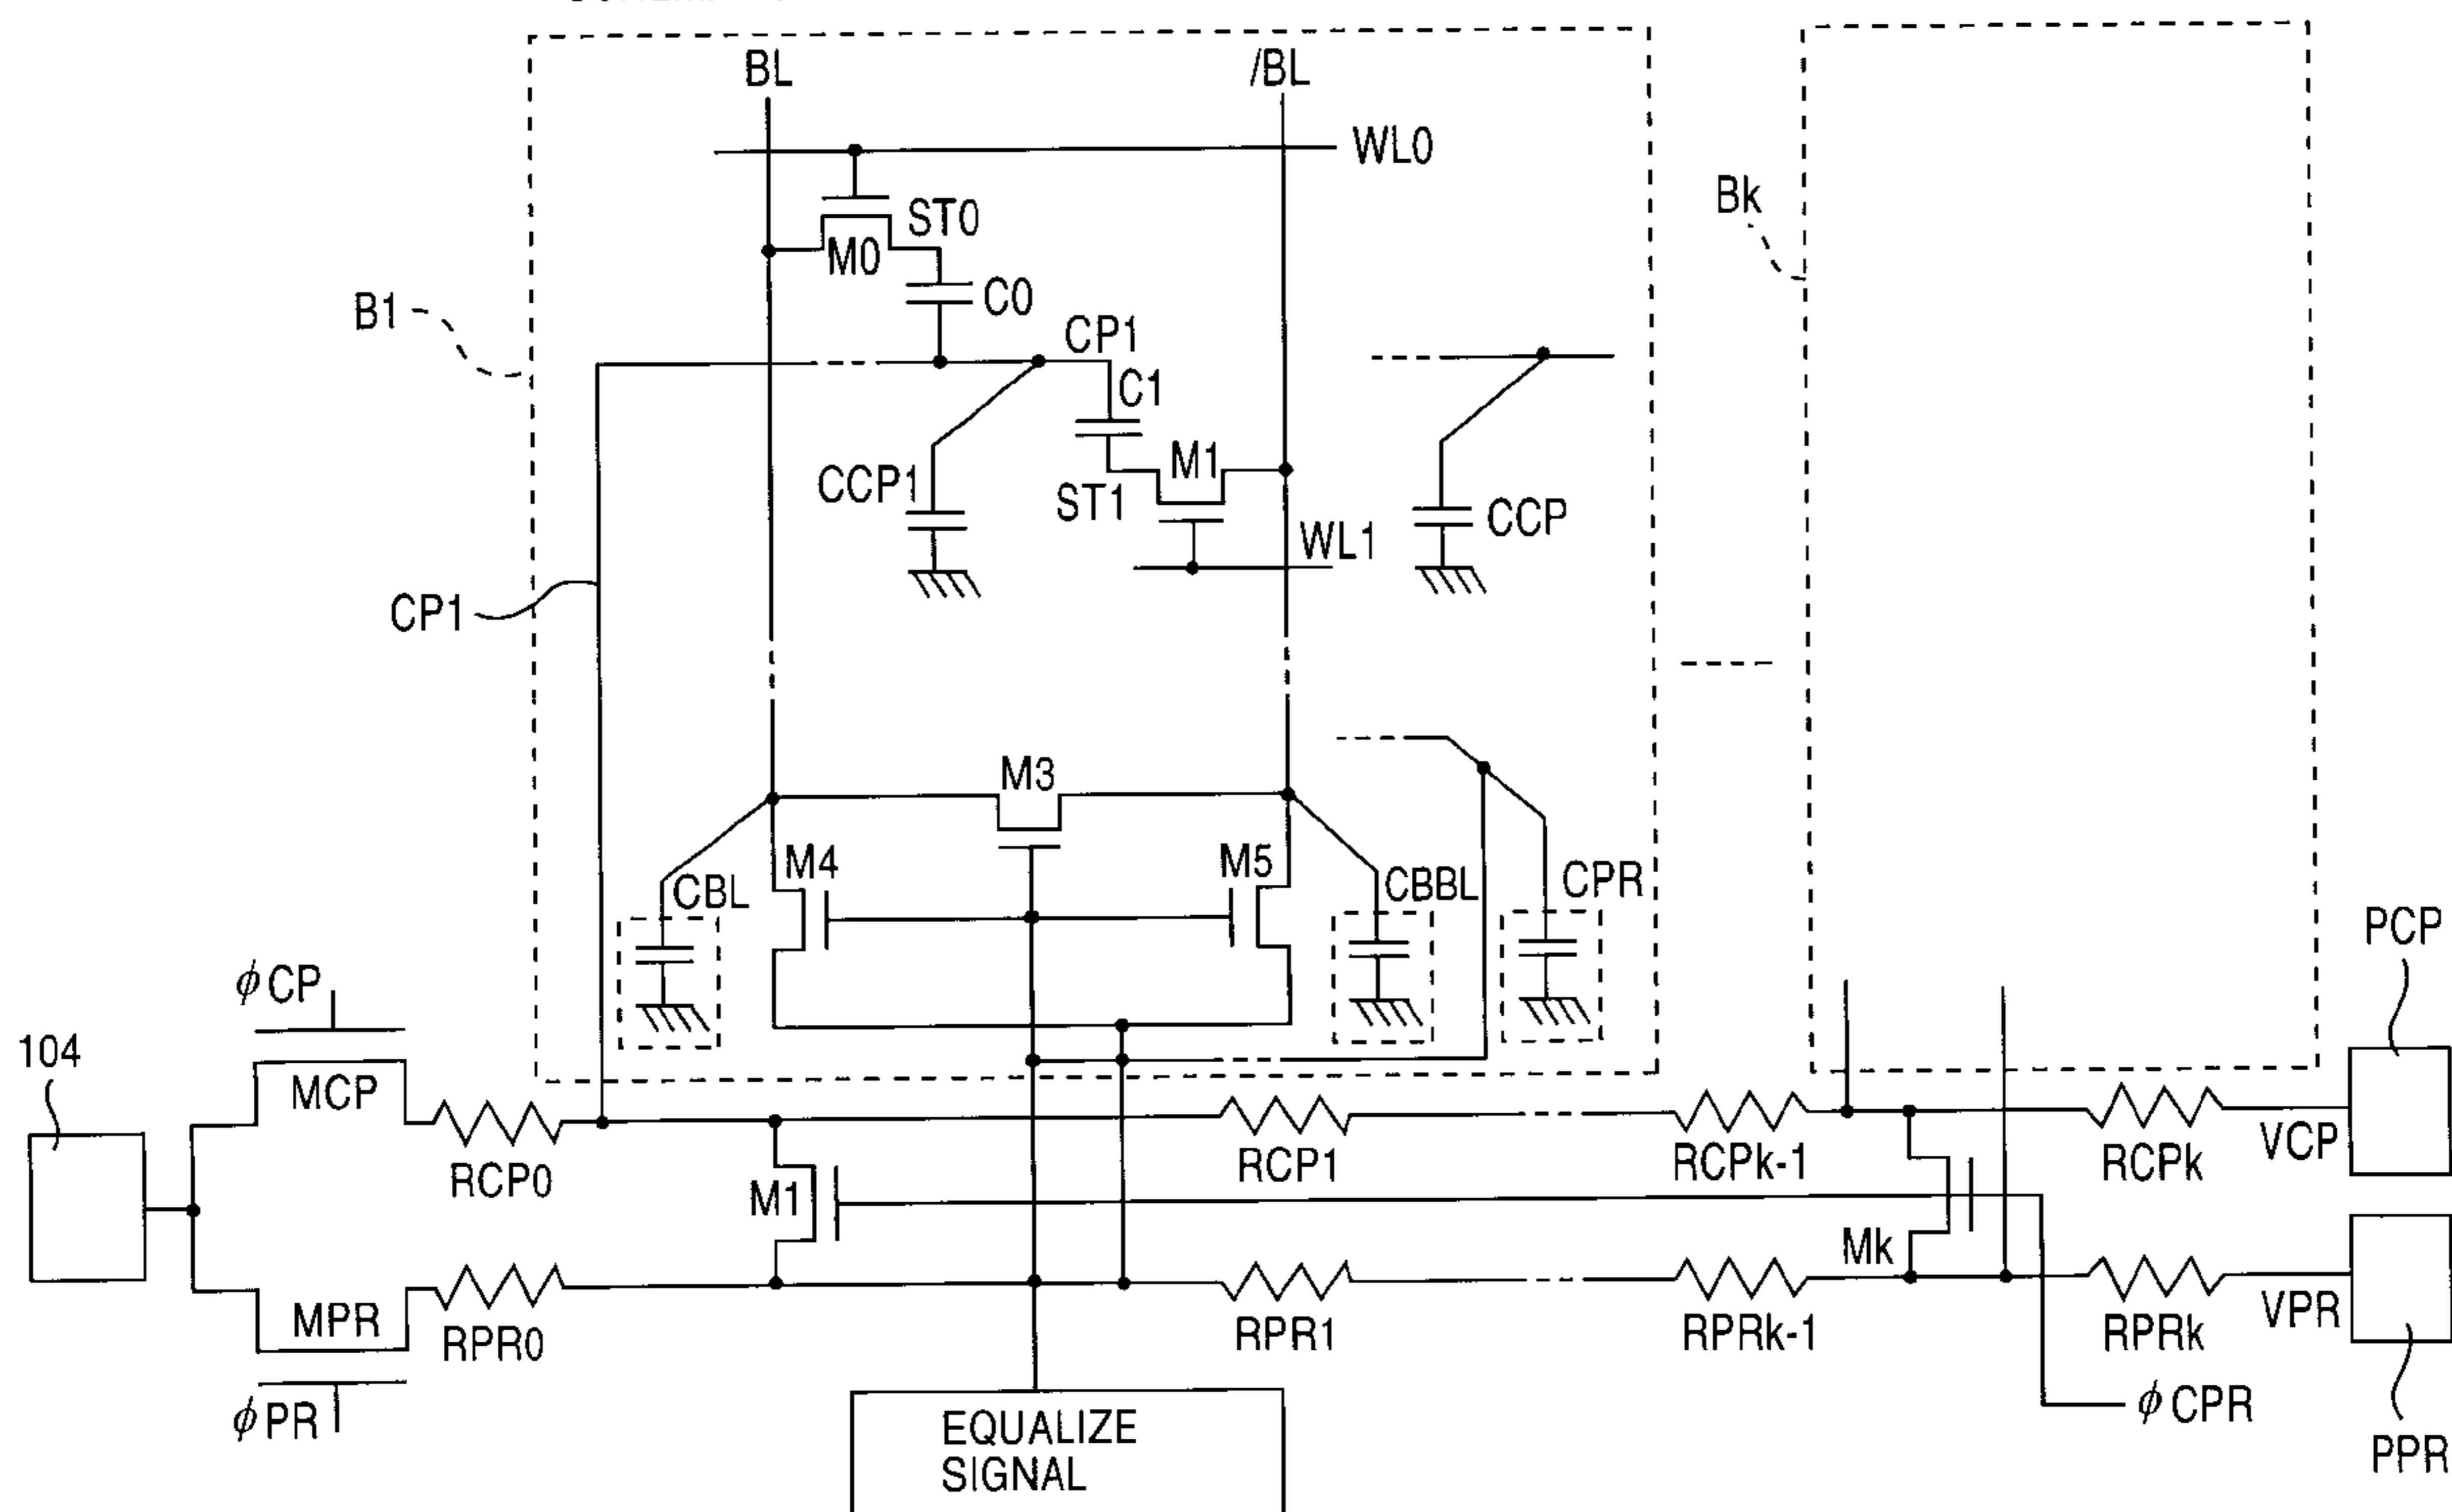 BL
/BL
WL0
ST0
M0
C0
Bk
B1
CP1
C1
CCP1
M1
ST1
CCP
WL1
CP1
M3
M4
M5
CBL
CBBL
CPR
PCP
ϕCP
104
MCP
RCP0
RCP1
RCPk-1
RCPk
VCP
M1
Mk
MPR
RPR0
RPR1
RPRk-1
RPRk
VPR
ϕPR
ϕCPR
PPR
EQUALIZE
SIGNAL